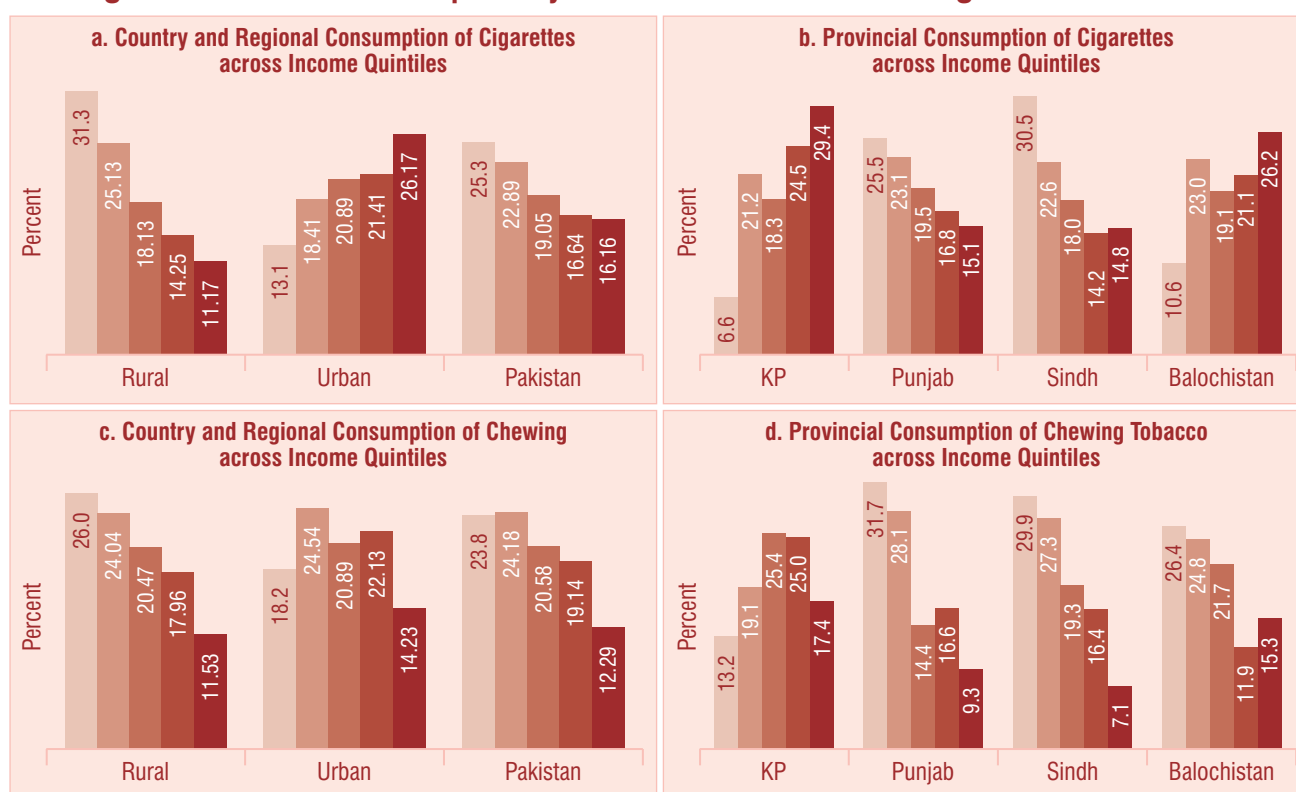 a. Country and Regional Consumption of Cigarettes
across Income Quintiles
Percent
31.3
25.13
18.13
14.25
11.17
13.1
18.41
20.89
21.41
26.17
25.3
22.89
19.05
16.64
16.16
Rural
Urban
Pakistan
b. Provincial Consumption of Cigarettes
across Income Quintiles
Percent
6.6
21.2
18.3
24.5
29.4
25.5
23.1
19.5
16.8
15.1
30.5
22.6
18.0
14.2
14.8
10.6
23.0
19.1
21.1
26.2
KP
Punjab
Sindh
Balochistan
c. Country and Regional Consumption of Chewing
across Income Quintiles
Percent
26.0
24.04
20.47
17.96
11.53
18.2
24.54
20.89
22.13
14.23
23.8
24.18
20.58
19.14
12.29
Rural
Urban
Pakistan
d. Provincial Consumption of Chewing Tobacco
across Income Quintiles
Percent
13.2
19.1
25.4
25.0
17.4
31.7
28.1
14.4
16.6
9.3
29.9
27.3
19.3
16.4
7.1
26.4
24.8
21.7
11.9
15.3
KP
Punjab
Sindh
Balochistan